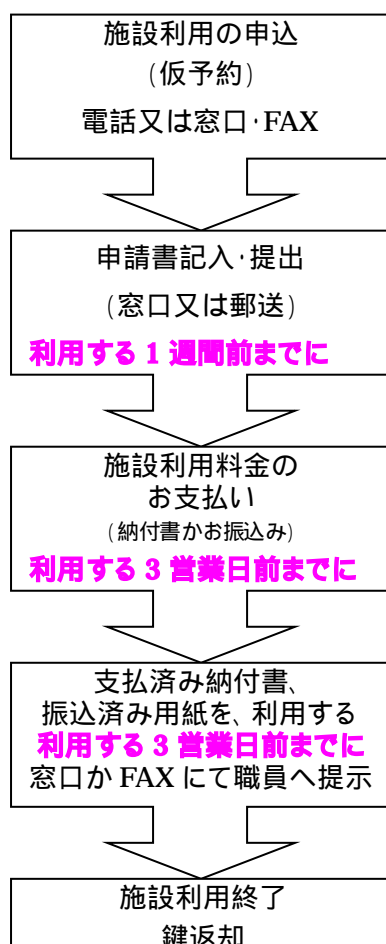 施設利用の申込
(仮予約)
電話又は窓口・FAX
申請書記入・提出
(窓口又は郵送)
利用する 1 週間前までに
施設利用料金の
お支払い
(納付書かお振込み)
利用する 3 営業日前までに
支払済み納付書、
振込済み用紙を、利用する
利用する 3 営業日前までに
窓口か FAX にて職員へ提示
施設利用終了
鍵返却